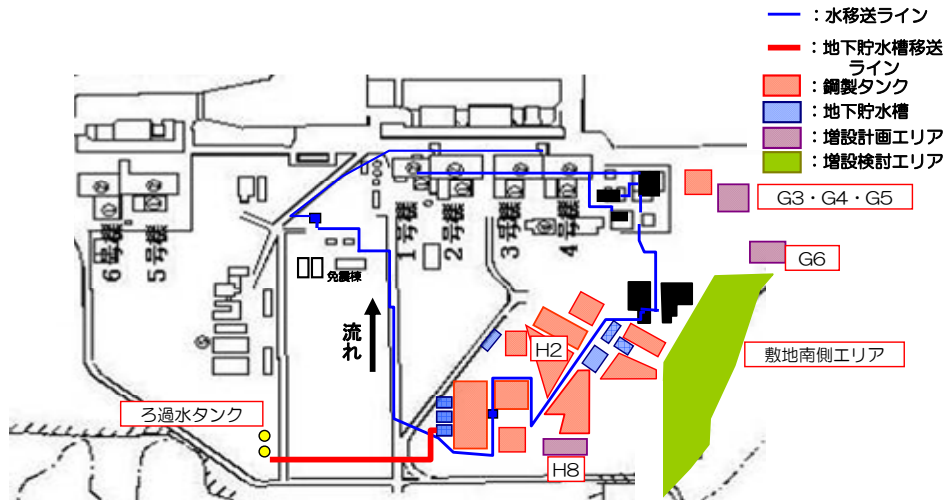 ：水移送ライン
：地下貯水槽移送
ライン
：鋼製タンク
：地下貯水槽
：増設計画エリア
：増設検討エリア
G3・G4・G5
G6
敷地南側エリア
6号機
5号機
1号機
2号機
3号機
4号機
免震棟
流れ
H2
ろ過水タンク
H8